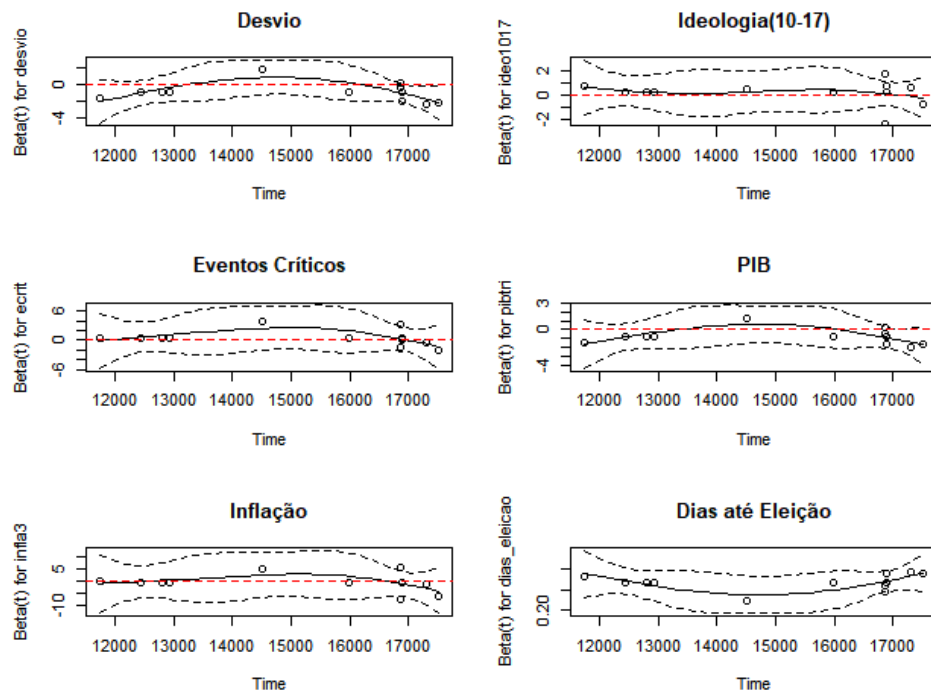 Desvio
Beta(t) for desvio
0
-4
12000 13000 14000 15000 16000 17000
Time
Ideologia(10-17)
Beta(t) for ideo1017
2
0
-2
12000 13000 14000 15000 16000 17000
Time
Eventos Críticos
Beta(t) for ecrit
6
0
-6
12000 13000 14000 15000 16000 17000
Time
PIB
Beta(t) for pibtri
3
0
-4
12000 13000 14000 15000 16000 17000
Time
Inflação
Beta(t) for infla3
5
-10
12000 13000 14000 15000 16000 17000
Time
Dias até Eleição
Beta(t) for dias_eleicao
0.20
12000 13000 14000 15000 16000 17000
Time